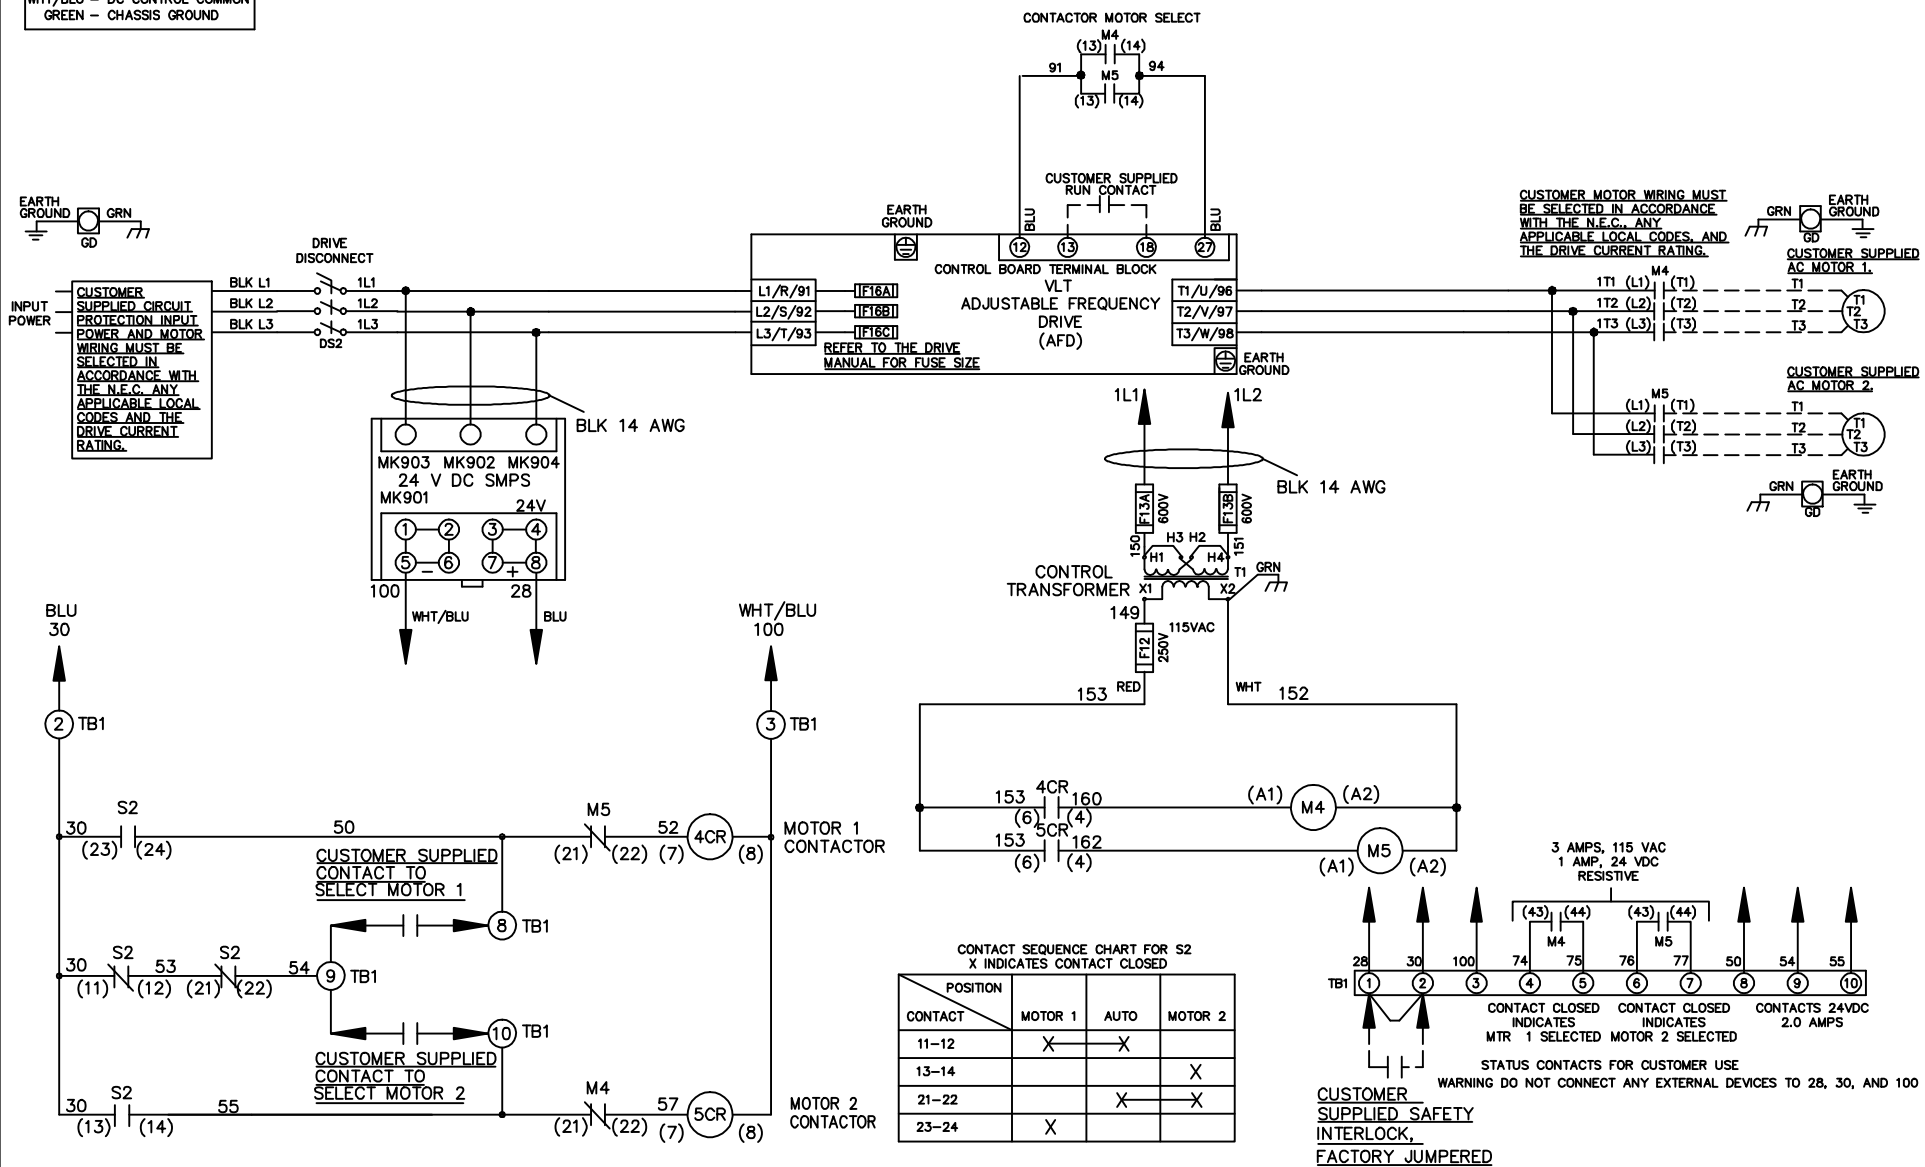 WHT/BLU – DC CONTROL COMMON
GREEN – CHASSIS GROUND
CONTACTOR MOTOR SELECT
M4
(13) (14)
91
M5
94
(13) (14)
BLU
BLU
CUSTOMER SUPPLIED
RUN CONTACT
EARTH
GROUND
GRN
GD
DRIVE
DISCONNECT
DS2
INPUT
POWER
CUSTOMER
SUPPLIED CIRCUIT
PROTECTION INPUT
POWER AND MOTOR
WIRING MUST BE
SELECTED IN
ACCORDANCE WITH
THE N.E.C. ANY
APPLICABLE LOCAL
CODES AND THE
DRIVE CURRENT
RATING.
BLK L1
BLK L2
BLK L3
1L1
1L2
1L3
EARTH
GROUND
12 13 18 27
CONTROL BOARD TERMINAL BLOCK
VLT
ADJUSTABLE FREQUENCY
DRIVE
(AFD)
L1/R/91
L2/S/92
L3/T/93
F16A
F16B
F16C
REFER TO THE DRIVE
MANUAL FOR FUSE SIZE
T1/U/96
T2/V/97
T3/W/98
EARTH
GROUND
CUSTOMER MOTOR WIRING MUST
BE SELECTED IN ACCORDANCE
WITH THE N.E.C., ANY
APPLICABLE LOCAL CODES, AND
THE DRIVE CURRENT RATING.
GRN
EARTH
GROUND
GD
CUSTOMER SUPPLIED
AC MOTOR 1.
M4
1T1 (L1) (T1) T1
1T2 (L2) (T2) T2
1T3 (L3) (T3) T3
T1
T2
T3
CUSTOMER SUPPLIED
AC MOTOR 2.
M5
(L1) (T1) T1
(L2) (T2) T2
(L3) (T3) T3
T1
T2
T3
GRN
EARTH
GROUND
GD
BLK 14 AWG
MK903 MK902 MK904
24 V DC SMPS
MK901
24V
1 2 3 4
5 6 7 8
– +
100
28
WHT/BLU
BLU
1L1
1L2
BLK 14 AWG
F13A
600V
F13B
600V
150
151
H3 H2
H1 H4
T1
GRN
CONTROL
TRANSFORMER
X1
X2
149
F12
250V
115VAC
153
RED
WHT
152
4CR
153 160
(6) (4)
(A1) M4 (A2)
5CR
153 162
(6) (4)
(A1) M5 (A2)
BLU
30
2 TB1
WHT/BLU
100
3 TB1
S2
30 50
(23) (24)
M5
(21) (22)
52
(7) 4CR (8)
MOTOR 1
CONTACTOR
CUSTOMER SUPPLIED
CONTACT TO
SELECT MOTOR 1
8 TB1
S2
30
(11) (12)
53
S2
(21) (22)
54
9 TB1
10 TB1
CUSTOMER SUPPLIED
CONTACT TO
SELECT MOTOR 2
S2
30 55
(13) (14)
M4
(21) (22)
57
(7) 5CR (8)
MOTOR 2
CONTACTOR
CONTACT SEQUENCE CHART FOR S2
X INDICATES CONTACT CLOSED
POSITION
CONTACT MOTOR 1 AUTO MOTOR 2
11–12 X X
13–14 X
21–22 X X
23–24 X
3 AMPS, 115 VAC
1 AMP, 24 VDC
RESISTIVE
(43) (44)
M4
(43) (44)
M5
28 30 100 74 75 76 77 50 54 55
TB1 1 2 3 4 5 6 7 8 9 10
CONTACT CLOSED
INDICATES
MTR 1 SELECTED
CONTACT CLOSED
INDICATES
MOTOR 2 SELECTED
CONTACTS 24VDC
2.0 AMPS
STATUS CONTACTS FOR CUSTOMER USE
WARNING DO NOT CONNECT ANY EXTERNAL DEVICES TO 28, 30, AND 100
CUSTOMER
SUPPLIED SAFETY
INTERLOCK,
FACTORY JUMPERED